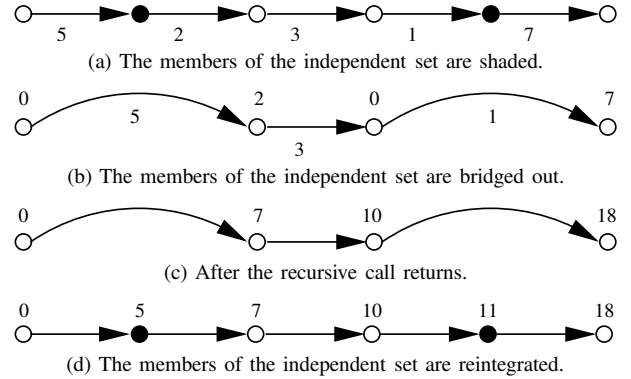 5 2 3 1 7
(a) The members of the independent set are shaded.
0 2 0 7
5 1
3
(b) The members of the independent set are bridged out.
0 7 10 18
(c) After the recursive call returns.
0 5 7 10 11 18
(d) The members of the independent set are reintegrated.